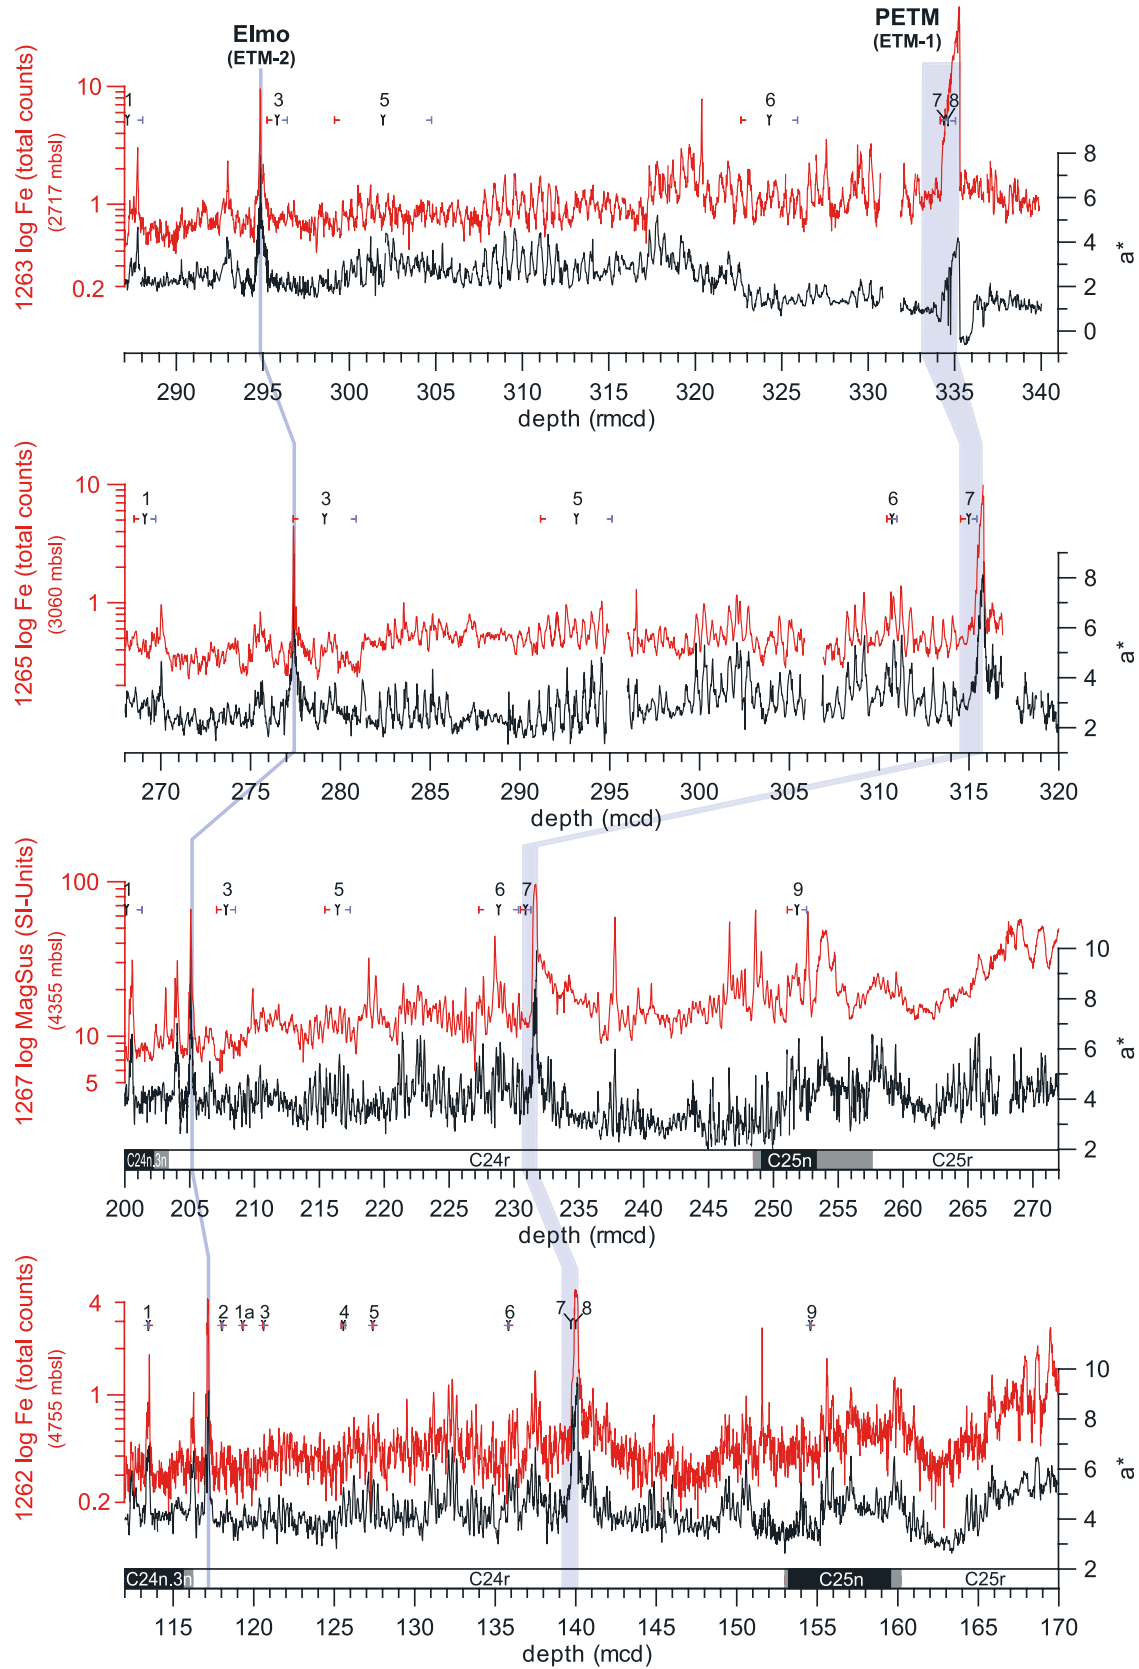 Elmo
(ETM-2)
PETM
(ETM-1)
1263 log Fe (total counts)
(2717 mbsl)
10
1
0.2
1 3 5 6 7 8
8
6
4
2
0
a*
290 295 300 305 310 315 320 325 330 335 340
depth (rmcd)
1265 log Fe (total counts)
(3060 mbsl)
10
1
1 3 5 6 7
8
6
4
2
a*
270 275 280 285 290 295 300 305 310 315 320
depth (mcd)
1267 log MagSus (SI-Units)
(4355 mbsl)
100
10
5
1 3 5 6 7 9
10
8
6
4
2
a*
C24n.3n C24r C25n C25r
200 205 210 215 220 225 230 235 240 245 250 255 260 265 270
depth (rmcd)
1262 log Fe (total counts)
(4755 mbsl)
4
1
0.2
1 2 1a 3 4 5 6 7 8 9
10
8
6
4
2
a*
C24n.3n C24r C25n C25r
115 120 125 130 135 140 145 150 155 160 165 170
depth (mcd)